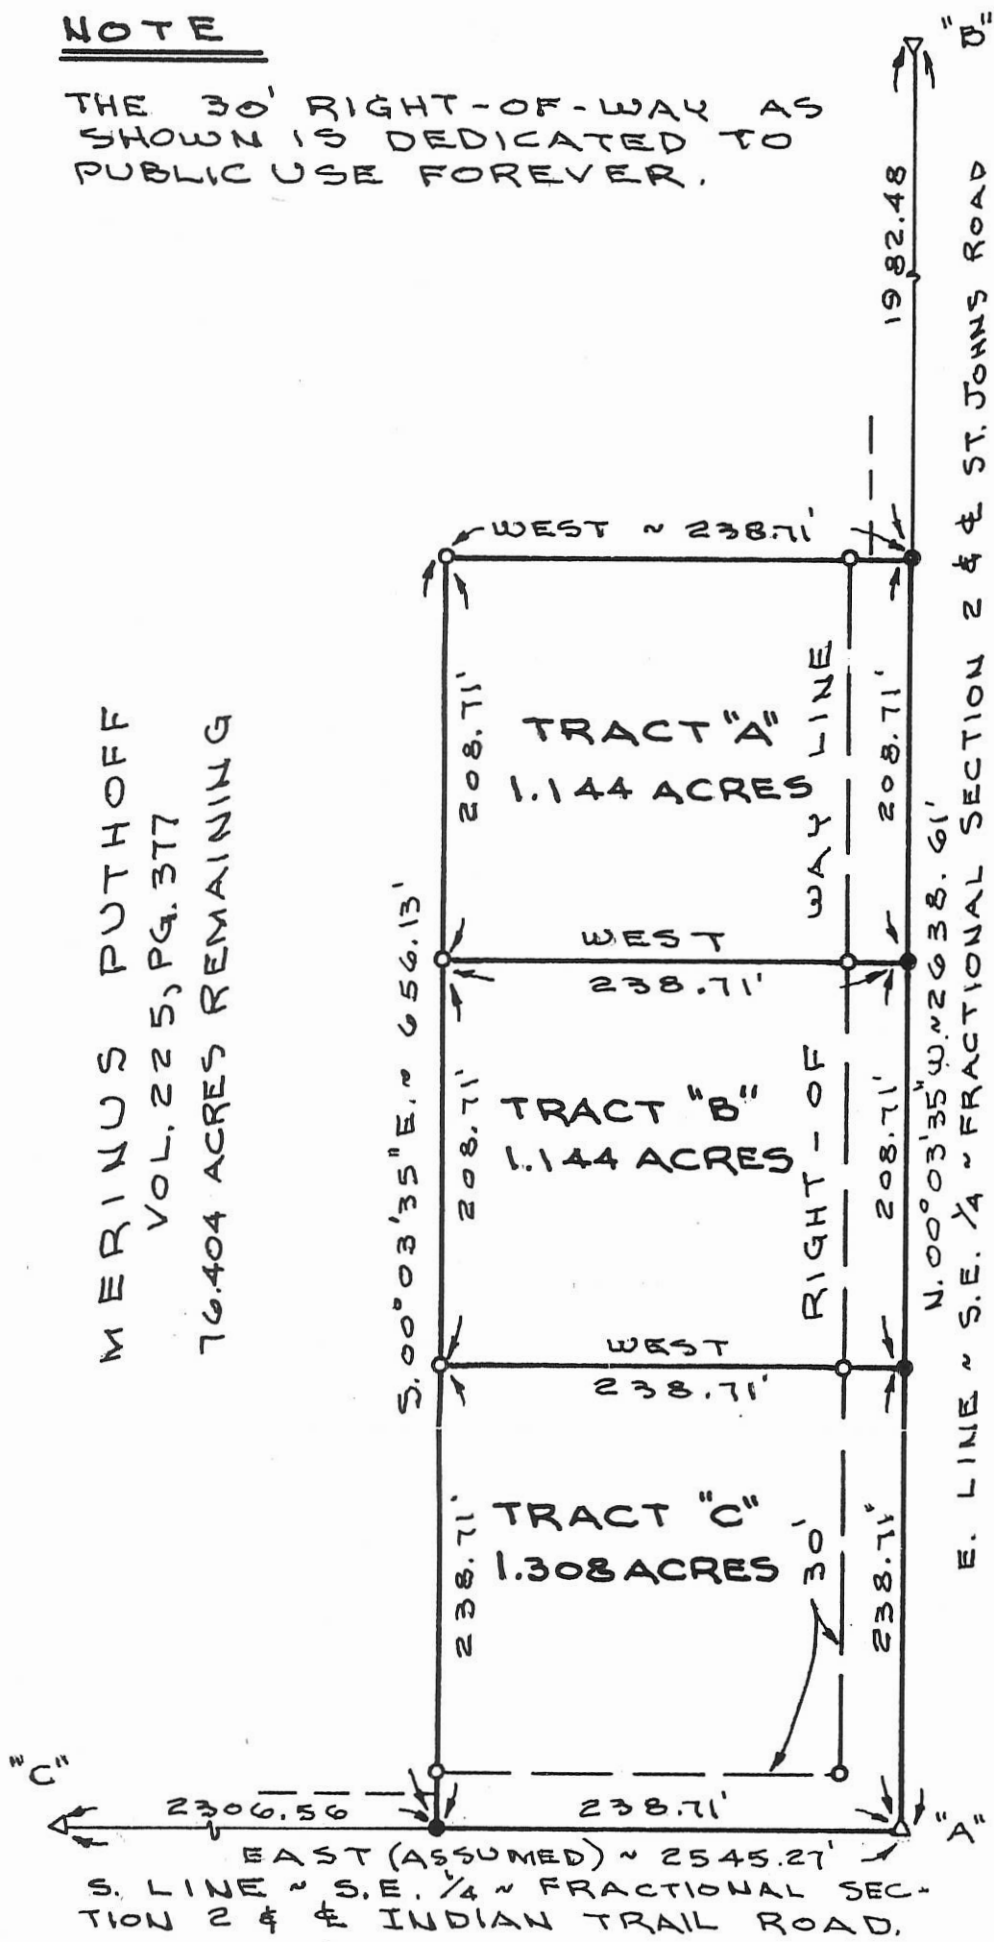 NOTE
THE 30' RIGHT-OF-WAY AS
SHOWN IS DEDICATED TO
PUBLIC USE FOREVER.
"B"
1982.48
E. LINE ~ S.E. 1/4 ~ FRACTIONAL SECTION 2 & ℄ ST. JOHNS ROAD
N.00°03'35"W.~2638.61'
WEST ~ 238.71'
208.71'
TRACT "A"
1.144 ACRES
208.71'
RIGHT-OF WAY LINE
MERINUS PUTHOFF
VOL.225, PG.377
76.404 ACRES REMAINING
S.00°03'35"E.~ 656.13'
WEST
238.71'
208.71'
TRACT "B"
1.144 ACRES
208.71'
WEST
238.71'
238.71'
TRACT "C"
1.308 ACRES
30'
238.71'
"C"
2306.56
238.71'
"A"
EAST (ASSUMED) ~ 2545.27'
S. LINE ~ S.E. 1/4 ~ FRACTIONAL SEC-
TION 2 & ℄ INDIAN TRAIL ROAD.